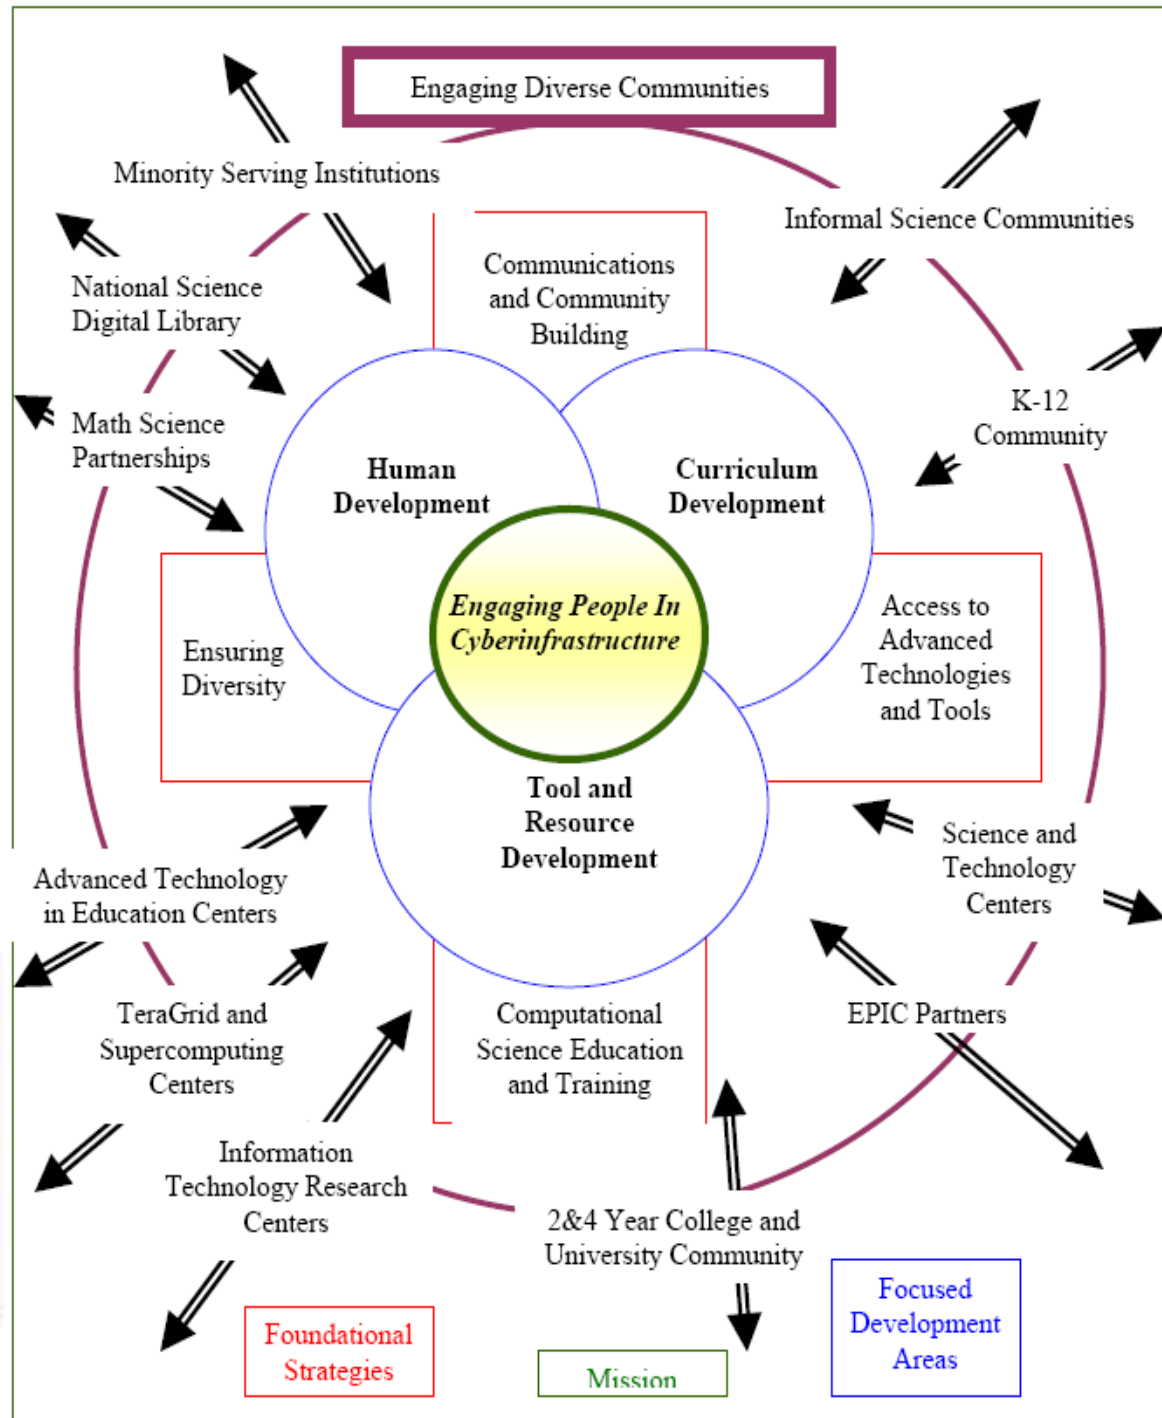 Engaging Diverse Communities
Minority Serving Institutions
Informal Science Communities
Communications
and Community
Building
National Science
Digital Library
K-12
Community
Math Science
Partnerships
Human
Development
Curriculum
Development
Engaging People In
Cyberinfrastructure
Ensuring
Diversity
Access to
Advanced
Technologies
and Tools
Tool and
Resource
Development
Science and
Technology
Centers
Advanced Technology
in Education Centers
TeraGrid and
Supercomputing
Centers
Computational
Science Education
and Training
EPIC Partners
Information
Technology Research
Centers
2&4 Year College and
University Community
Foundational
Strategies
Mission
Focused
Development
Areas